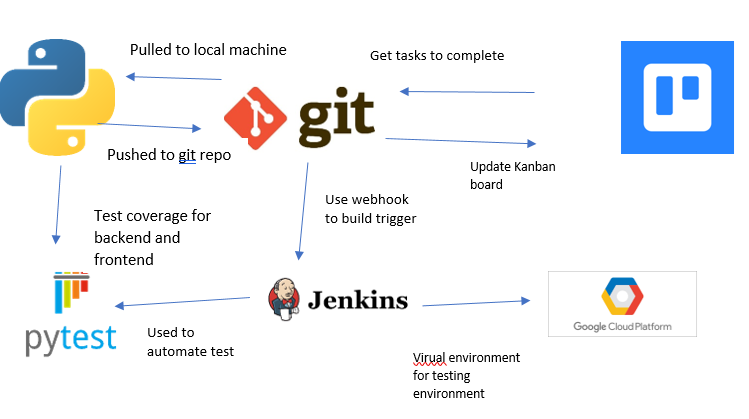 Pulled to local machine
Get tasks to complete
git
Pushed to git repo
Update Kanban
board
Use webhook
to build trigger
Test coverage for
backend and
frontend
Jenkins
Google Cloud Platform
pytest
Used to
automate test
Virual environment
for testing
environment